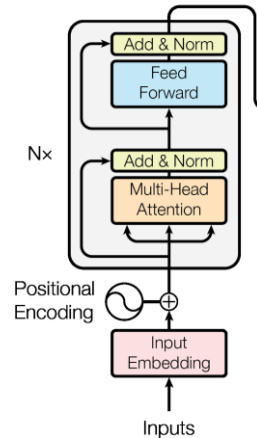 Add & Norm
Feed
Forward
N×
Add & Norm
Multi-Head
Attention
Positional
Encoding
Input
Embedding
Inputs